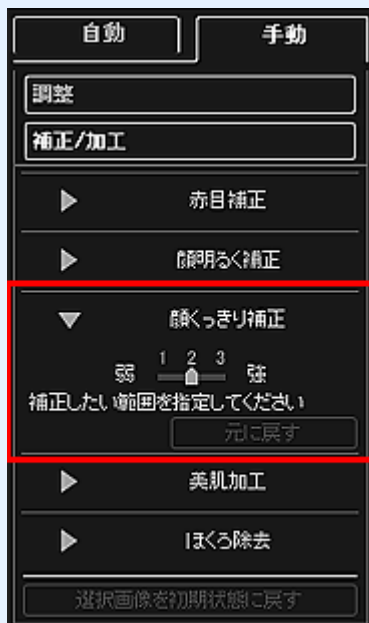 自動
手動
調整
補正/加工
赤目補正
顔明るく補正
顔くっきり補正
1 2 3
弱 強
補正したい範囲を指定してください
元に戻す
美肌加工
ほくろ除去
選択画像を初期状態に戻す